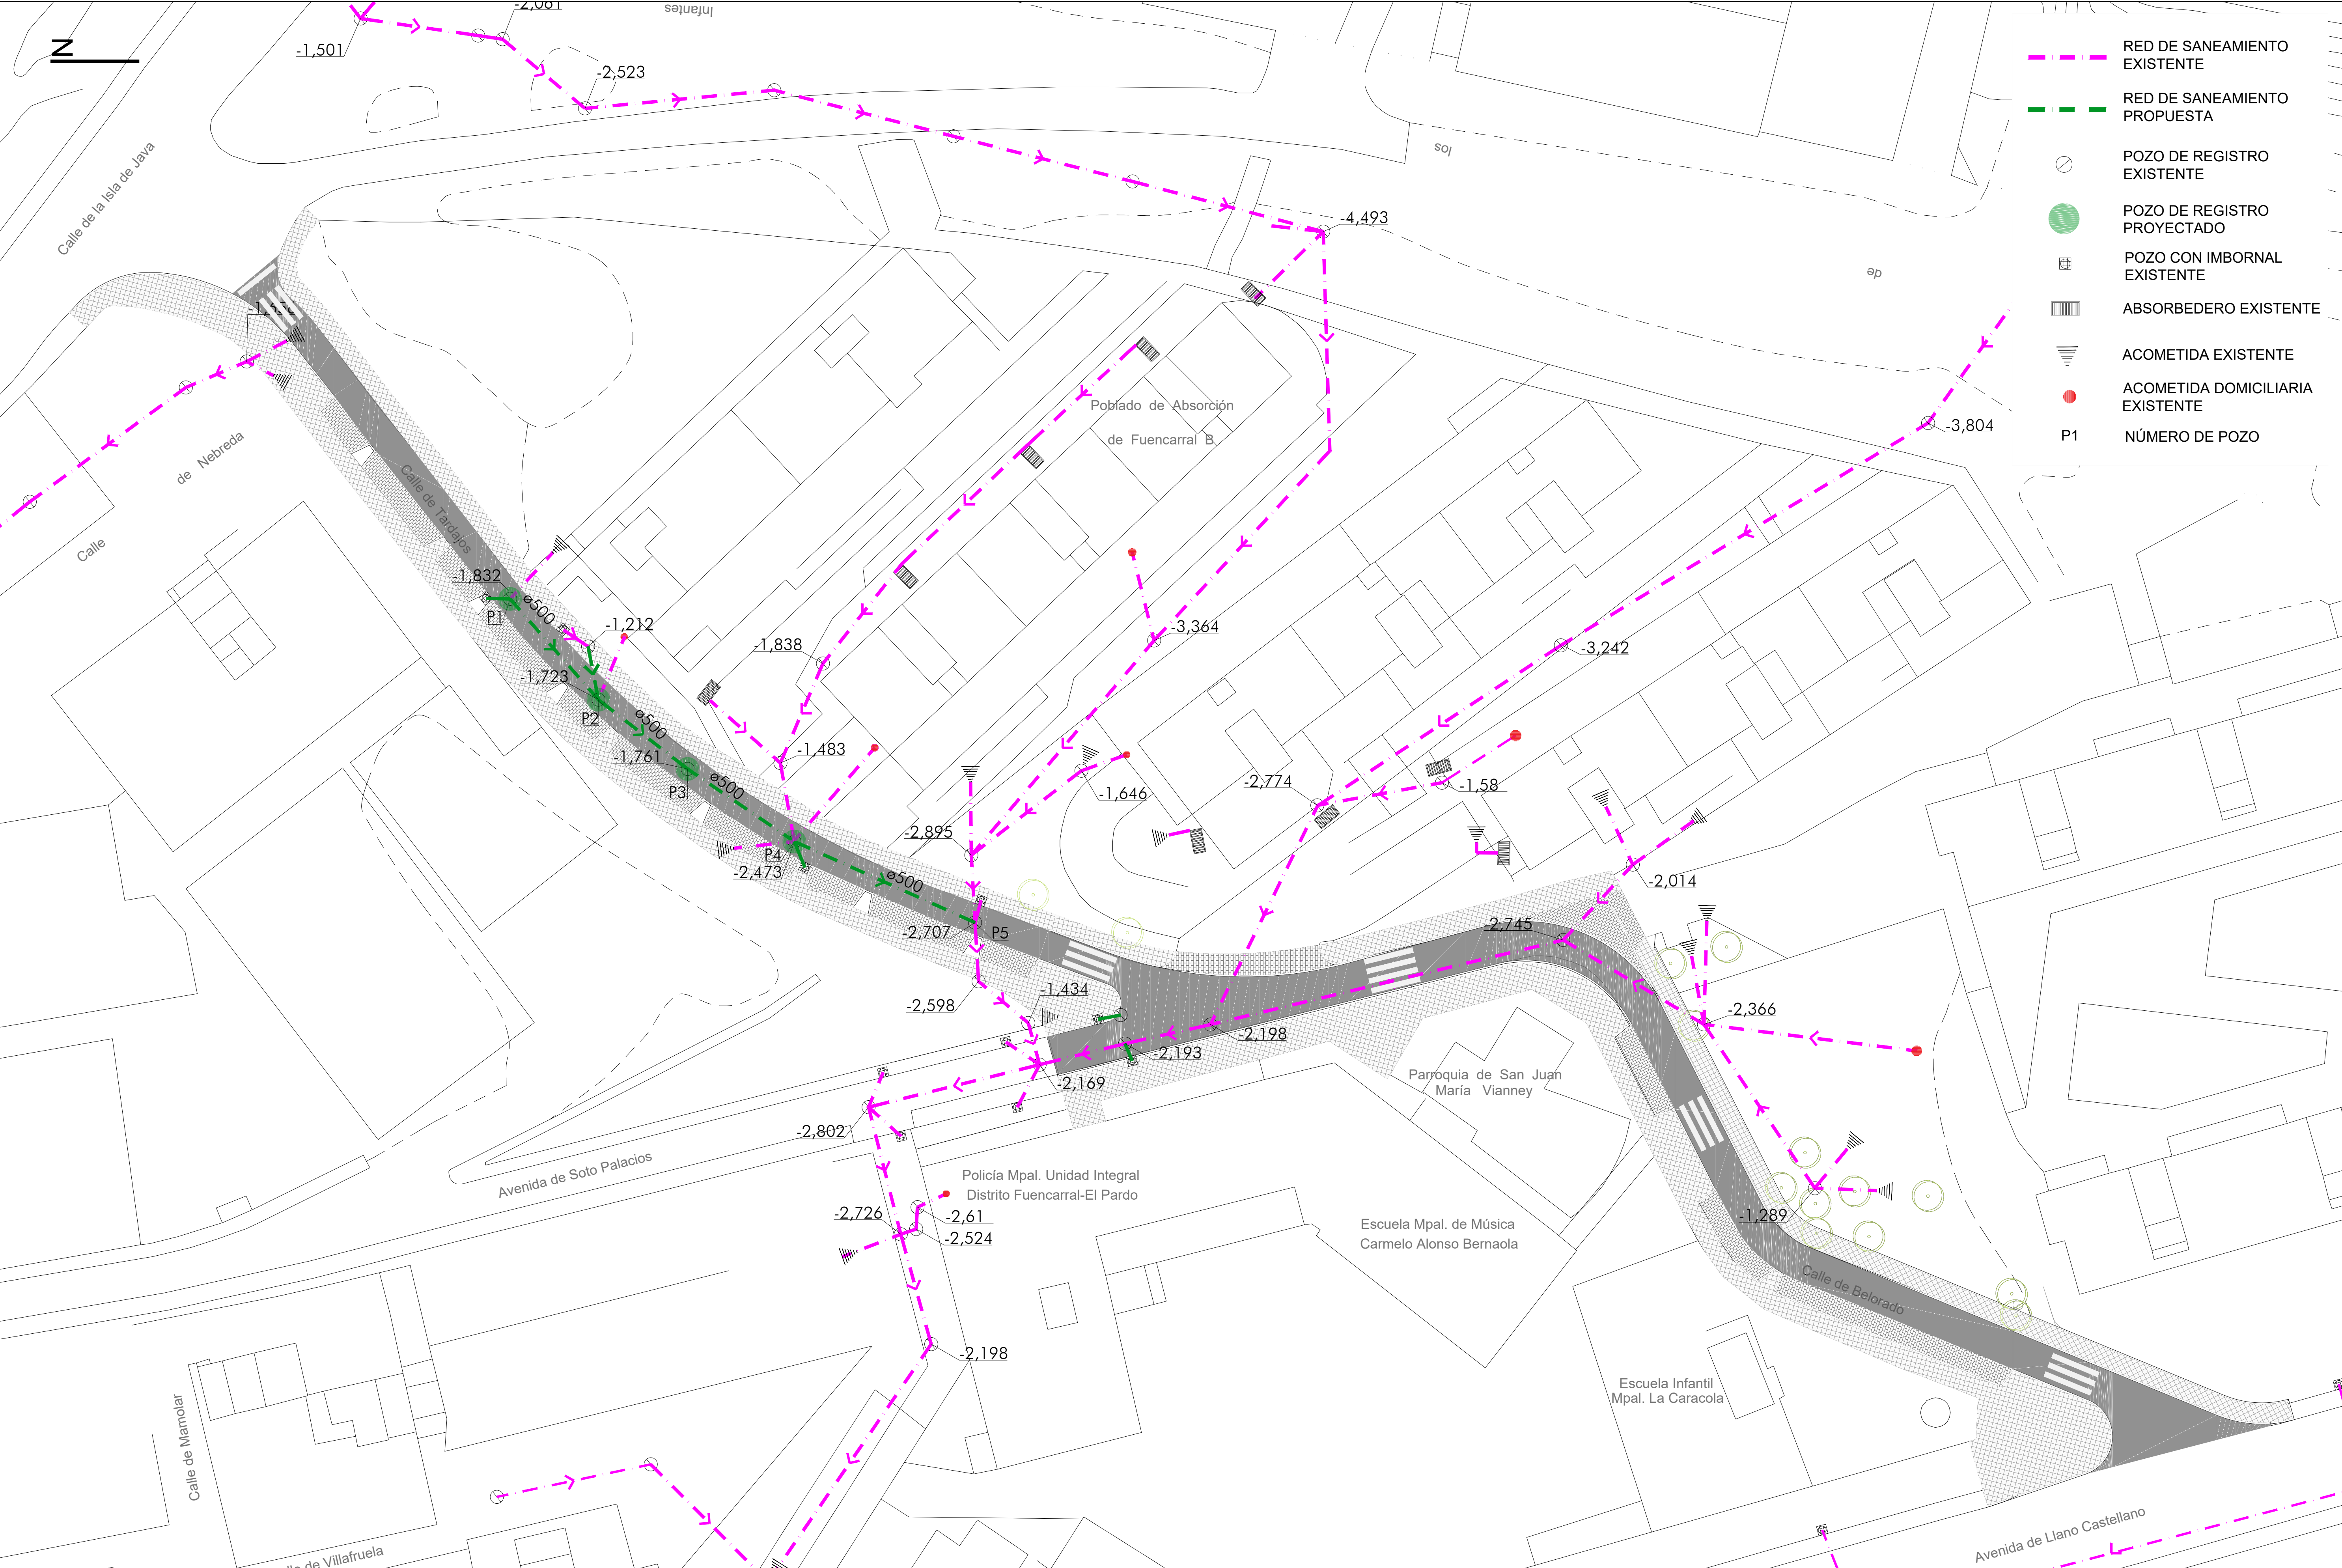 -2,061
Infantes
-1,501
N
-2,523
RED DE SANEAMIENTO
EXISTENTE
RED DE SANEAMIENTO
PROPUESTA
POZO DE REGISTRO
EXISTENTE
POZO DE REGISTRO
PROYECTADO
POZO CON IMBORNAL
EXISTENTE
ABSORBEDERO EXISTENTE
ACOMETIDA EXISTENTE
ACOMETIDA DOMICILIARIA
EXISTENTE
P1
NÚMERO DE POZO
los
de
Calle de la Isla de Java
-4,493
Poblado de Absorción
de Fuencarral B
-3,804
Calle
de Nebreda
Calle de Tardajos
-1,832
P1
ø500
-1,212
-1,838
-3,364
-3,242
-1,723
P2
ø500
-1,761
P3
ø500
-1,483
-1,646
-2,774
-1,58
-2,895
P4
-2,473
ø500
-2,014
-2,707
P5
-2,745
-2,598
-1,434
-2,366
-2,198
-2,193
-2,169
Parroquia de San Juan
María Vianney
-2,802
Avenida de Soto Palacios
Policía Mpal. Unidad Integral
Distrito Fuencarral-El Pardo
-2,726
-2,61
-2,524
-1,289
Escuela Mpal. de Música
Carmelo Alonso Bernaola
Calle de Belorado
-2,198
Escuela Infantil
Mpal. La Caracola
Calle de Mamolar
de Villafruela
Avenida de Llano Castellano